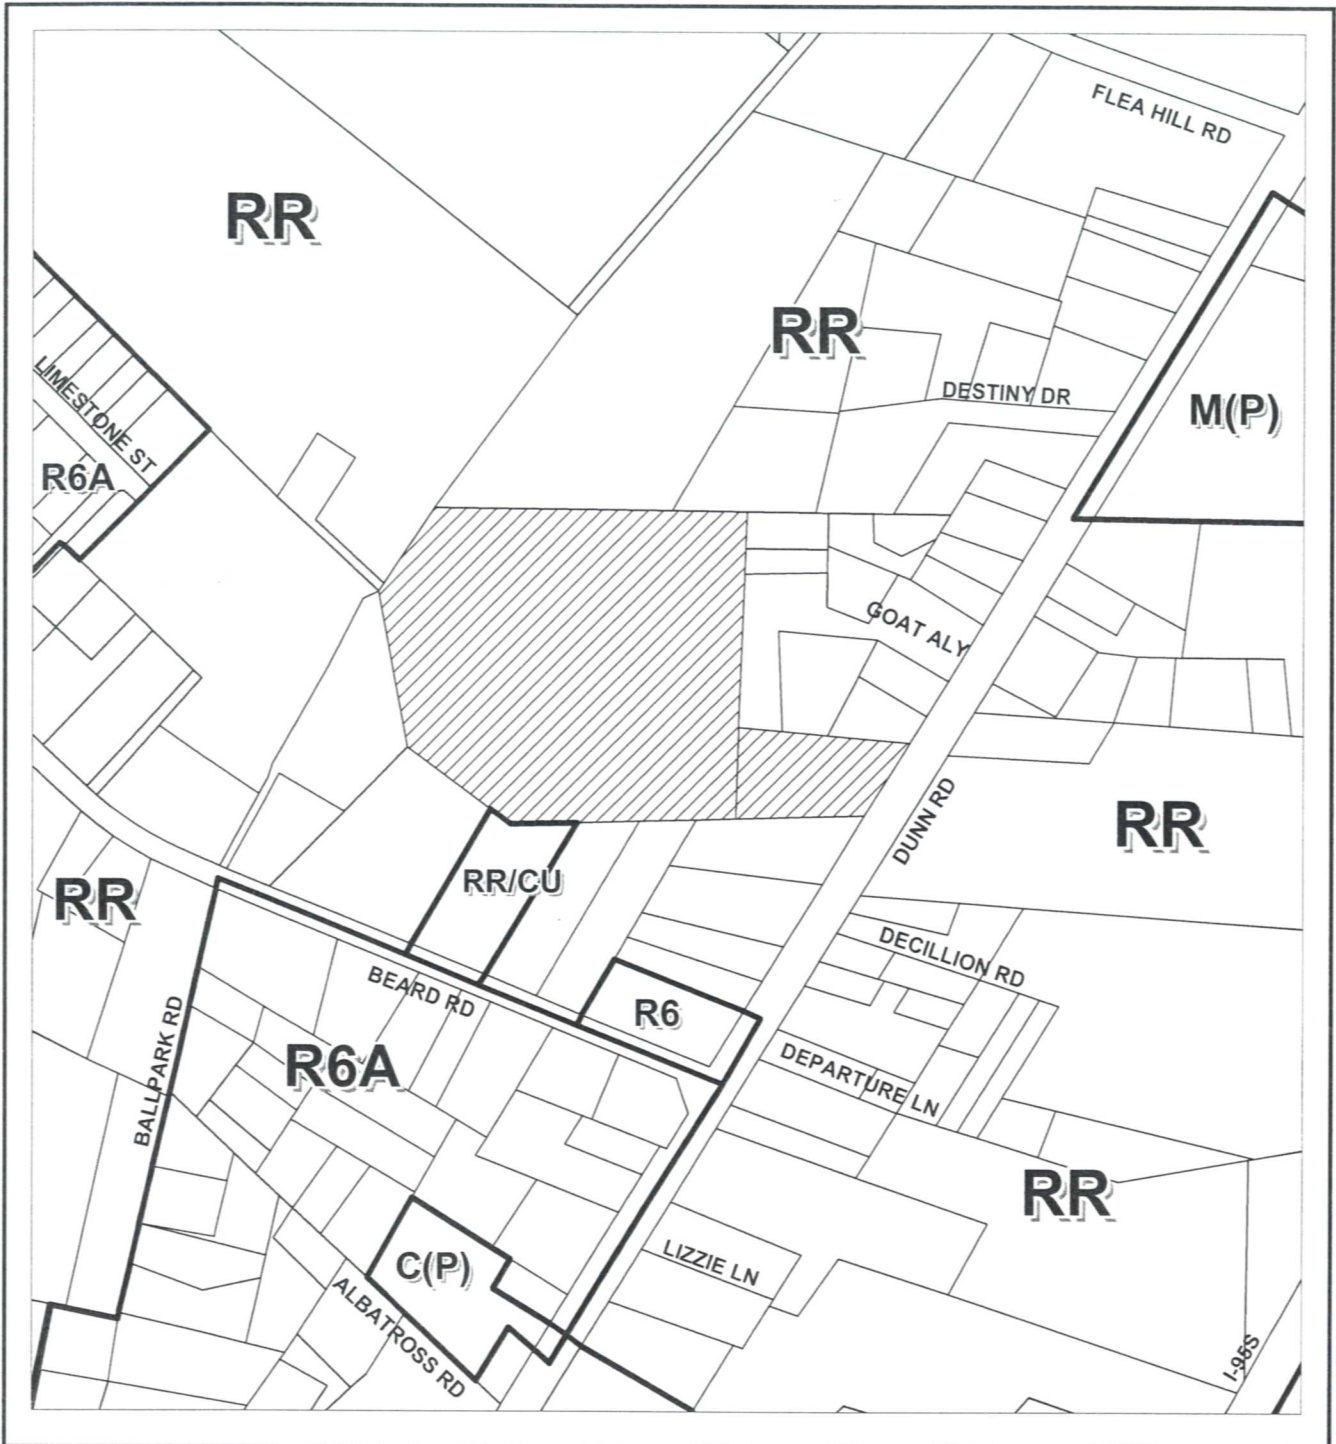 FLEA HILL RD
RR
RR
LIMESTONE ST
DESTINY DR
M(P)
R6A
GOAT ALY
DUNN RD
RR
RR/CU
RR
DECILLION RD
BEARD RD
R6
BALLPARK RD
R6A
DEPARTURE LN
RR
C(P)
LIZZIE LN
ALBATROSS RD
I-95S